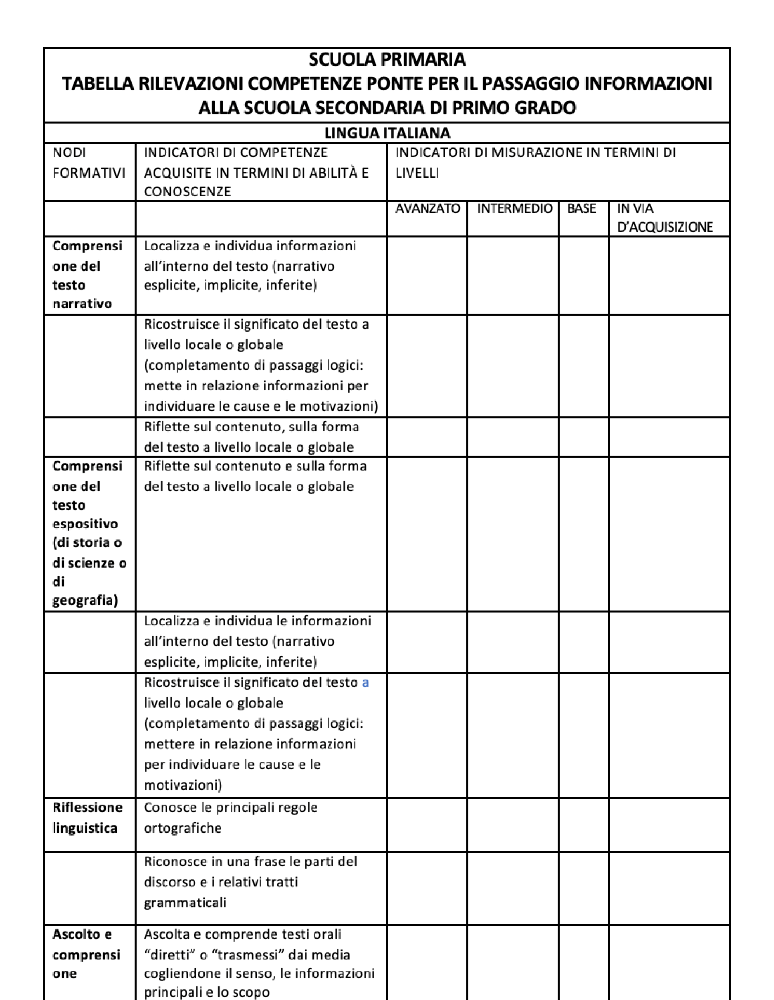 SCUOLA PRIMARIA
TABELLA RILEVAZIONI COMPETENZE PONTE PER IL PASSAGGIO INFORMAZIONI
ALLA SCUOLA SECONDARIA DI PRIMO GRADO
LINGUA ITALIANA
NODI
FORMATIVI
INDICATORI DI COMPETENZE
ACQUISITE IN TERMINI DI ABILITÀ E
CONOSCENZE
INDICATORI DI MISURAZIONE IN TERMINI DI
LIVELLI
AVANZATO
INTERMEDIO
BASE
IN VIA
D’ACQUISIZIONE
Comprensi
one del
testo
narrativo
Localizza e individua informazioni
all’interno del testo (narrativo
esplicite, implicite, inferite)
Ricostruisce il significato del testo a
livello locale o globale
(completamento di passaggi logici:
mette in relazione informazioni per
individuare le cause e le motivazioni)
Riflette sul contenuto, sulla forma
del testo a livello locale o globale
Comprensi
one del
testo
espositivo
(di storia o
di scienze o
di
geografia)
Riflette sul contenuto e sulla forma
del testo a livello locale o globale
Localizza e individua le informazioni
all’interno del testo (narrativo
esplicite, implicite, inferite)
Ricostruisce il significato del testo a
livello locale o globale
(completamento di passaggi logici:
mettere in relazione informazioni
per individuare le cause e le
motivazioni)
Riflessione
linguistica
Conosce le principali regole
ortografiche
Riconosce in una frase le parti del
discorso e i relativi tratti
grammaticali
Ascolto e
comprensi
one
Ascolta e comprende testi orali
“diretti” o “trasmessi” dai media
cogliendone il senso, le informazioni
principali e lo scopo